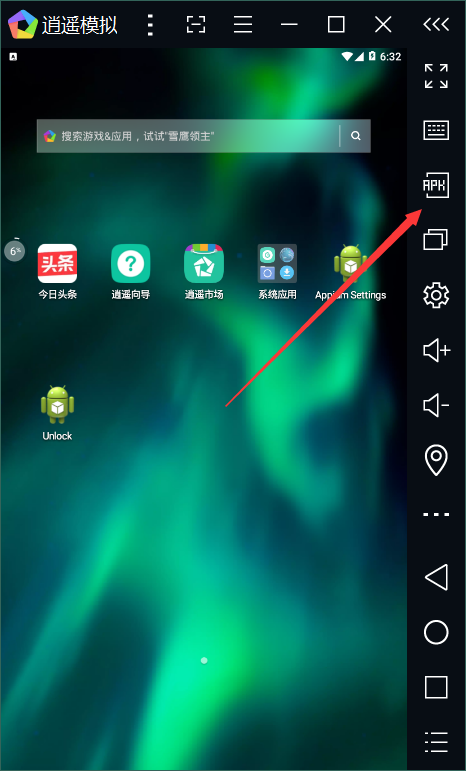 逍遥模拟
6:32
搜索游戏&应用，试试"雪鹰领主"
APK
6%
今日头条
头条
逍遥向导
逍遥市场
系统应用
Appium Settings
Unlock